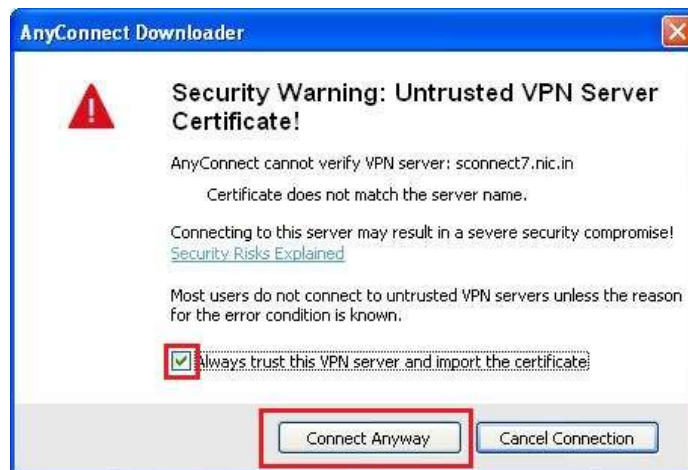 AnyConnect Downloader
Security Warning: Untrusted VPN Server
Certificate!
AnyConnect cannot verify VPN server: sconnect7.nic.in
Certificate does not match the server name.
Connecting to this server may result in a severe security compromise!
Security Risks Explained
Most users do not connect to untrusted VPN servers unless the reason
for the error condition is known.
Always trust this VPN server and import the certificate
Connect Anyway
Cancel Connection